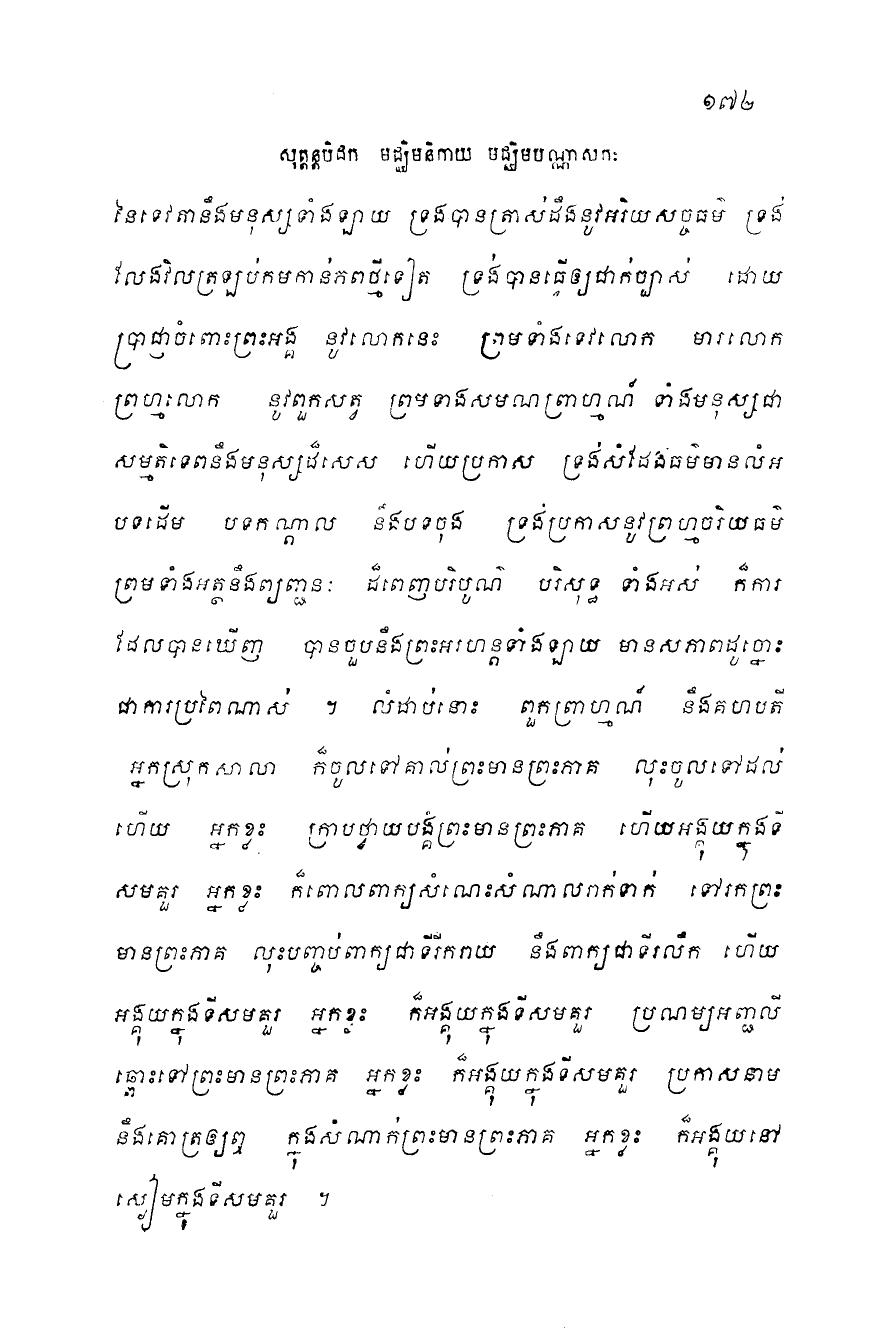 ១៧២
សុត្តន្តបិដក មជ្ឈិមនិកាយ មជ្ឈិមបណ្ណាសកៈ
នៃទេវតានឹងមនុស្សទាំងឡាយ ទ្រង់បានត្រាស់ដឹងនូវអរិយសច្ចធម៌ ទ្រង់
លែងវិលត្រឡប់កមកាន់ភពថ្មីទៀត ទ្រង់បានធ្វើឲ្យជាក់ច្បាស់ ដោយ
ប្រាជ្ញាចំពោះព្រះអង្គ នូវលោកនេះ ព្រមទាំងទេវលោក មារលោក
ព្រហ្មលោក នូវពួកសត្វ ព្រមទាំងសមណព្រាហ្មណ៍ ទាំងមនុស្សជា
សម្មតិទេពនឹងមនុស្សដ៏សេស ហើយប្រកាស ទ្រង់សំដែងធម៌មានលំអ
បទដើម បទកណ្តាល នឹងបទចុង ទ្រង់ប្រកាសនូវព្រហ្មចរិយធម៌
ព្រមទាំងអត្ថនឹងព្យញ្ជនៈ ដ៏ពេញបរិបូណ៌ បរិសុទ្ធ ទាំងអស់ ក៏ការ
ដែលបានឃើញ បានចួបនឹងព្រះអរហន្តទាំងឡាយ មានសភាពដូច្នោះ
ជាការប្រពៃណាស់ ។ លំដាប់នោះ ពួកព្រាហ្មណ៍ នឹងគហបតី
អ្នកស្រុកសាលា ក៏ចូលទៅគាល់ព្រះមានព្រះភាគ លុះចូលទៅដល់
ហើយ អ្នកខ្លះ ក្រាបថ្វាយបង្គំព្រះមានព្រះភាគ ហើយអង្គុយក្នុងទី
សមគួរ អ្នកខ្លះ ក៏ពោលពាក្យសំណេះសំណាលរាក់ទាក់ ទៅរកព្រះ
មានព្រះភាគ លុះបញ្ចប់ពាក្យជាទីរីករាយ នឹងពាក្យជាទីរលឹក ហើយ
អង្គុយក្នុងទីសមគួរ អ្នកខ្លះ ក៏អង្គុយក្នុងទីសមគួរ ប្រណម្យអញ្ជលី
ឆ្ពោះទៅព្រះមានព្រះភាគ អ្នកខ្លះ ក៏អង្គុយក្នុងទីសមគួរ ប្រកាសនាម
នឹងគោត្រឲ្យឮ ក្នុងសំណាក់ព្រះមានព្រះភាគ អ្នកខ្លះ ក៏អង្គុយនៅ
ស្ងៀមក្នុងទីសមគួរ ។